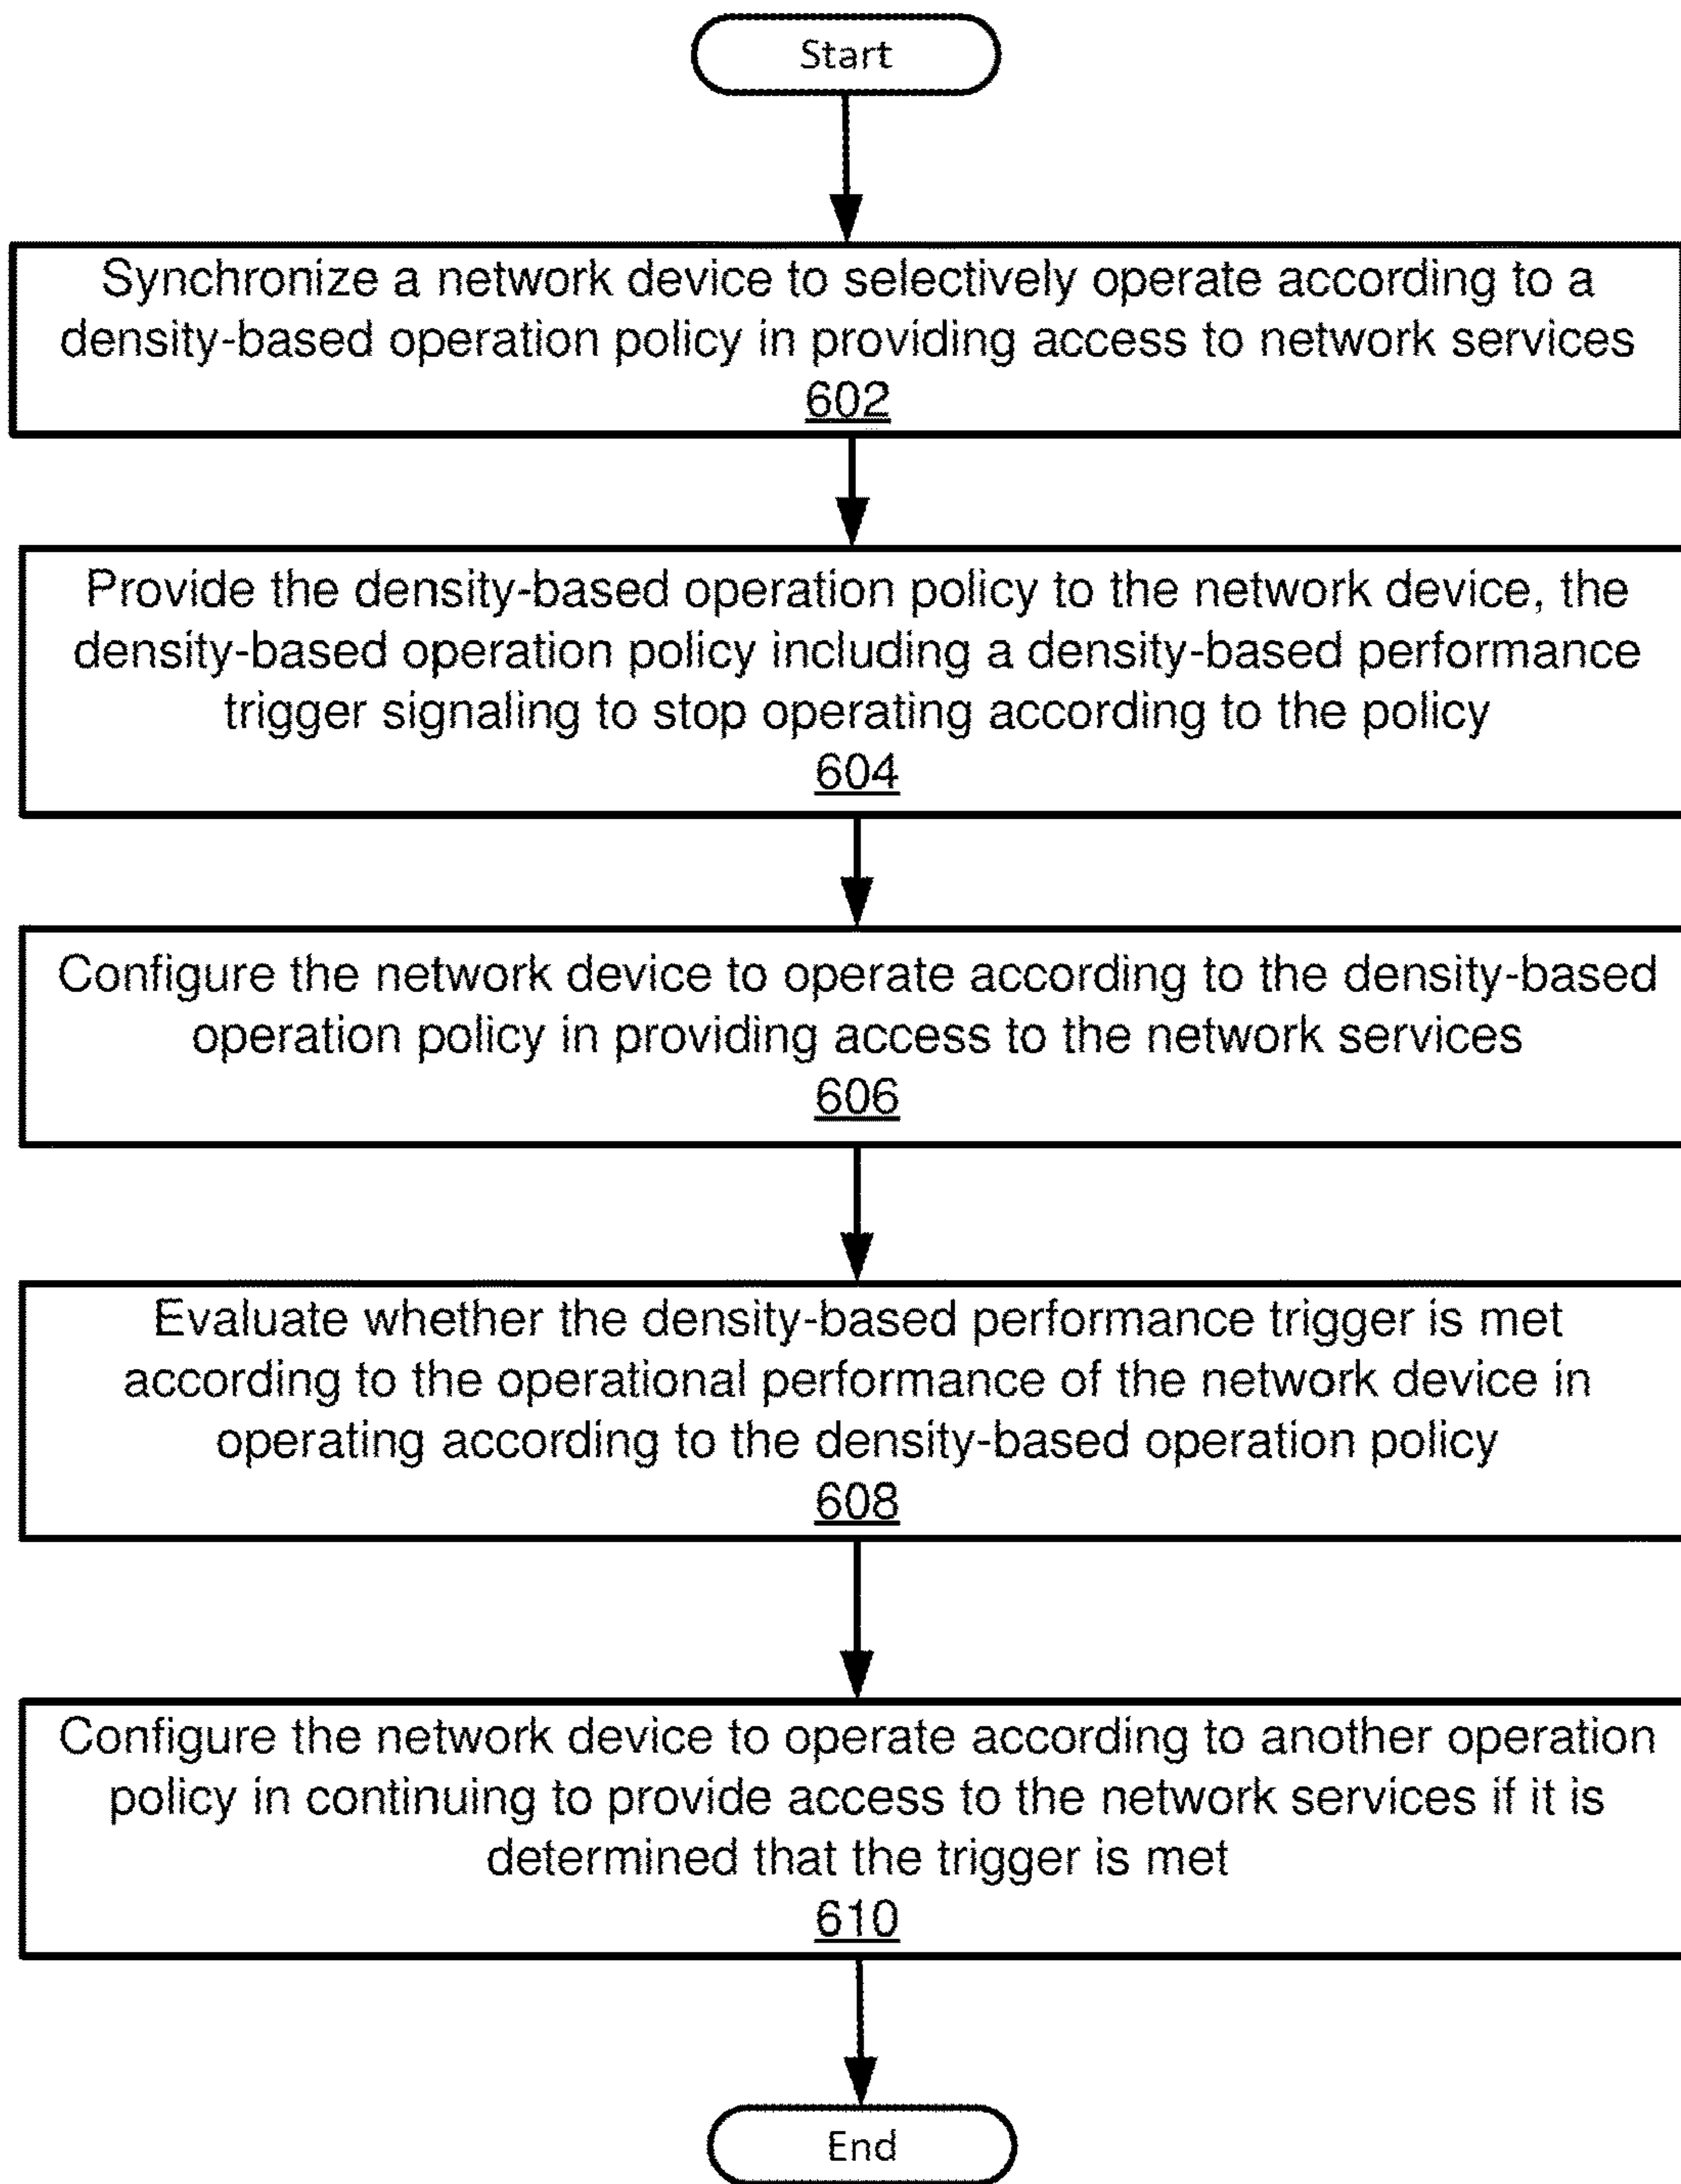 Start
Synchronize a network device to selectively operate according to a
density-based operation policy in providing access to network services
602
Provide the density-based operation policy to the network device, the
density-based operation policy including a density-based performance
trigger signaling to stop operating according to the policy
604
Configure the network device to operate according to the density-based
operation policy in providing access to the network services
606
Evaluate whether the density-based performance trigger is met
according to the operational performance of the network device in
operating according to the density-based operation policy
608
Configure the network device to operate according to another operation
policy in continuing to provide access to the network services if it is
determined that the trigger is met
610
End